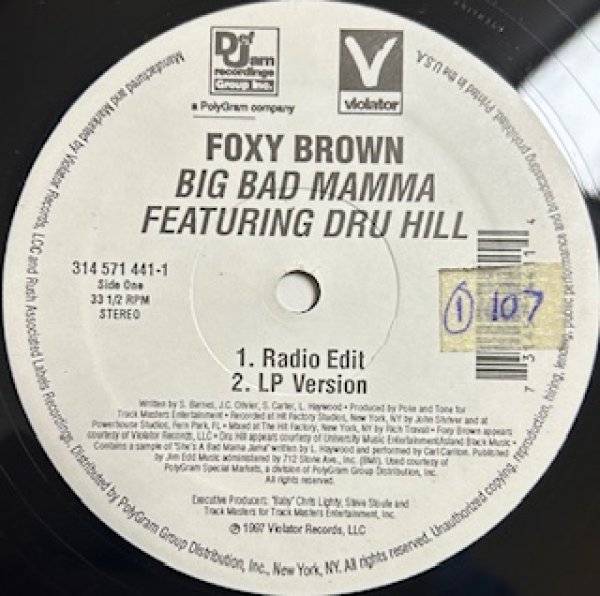 Def
Jam
recordings
Group Inc.
a PolyGram company
V
violator
FOXY BROWN
BIG BAD MAMMA
FEATURING DRU HILL
314 571 441-1
Side One
33 1/2 RPM
STEREO
1 107
1. Radio Edit
2. LP Version
Written by S. Barnes, J.C. Olivier, S. Carter, L. Haywood • Produced by Poke and Tone for
Track Masters Entertainment • Recorded at Hit Factory Studios, New York, NY by John Shriver and at
Powerhouse Studios, Fern Park, FL • Mixed at The Hit Factory, New York, NY by Rich Travali • Foxy Brown appears
courtesy of Violator Records, LLC • Dru Hill appears courtesy of University Music Entertainment/Island Black Music •
Contains a sample of "She's A Bad Mama Jama" written by L. Haywood and performed by Carl Carlton. Published
by Jim Edd Music administered by 712 Stone Ave., Inc. (BMI). Used courtesy of
PolyGram Special Markets, a division of PolyGram Group Distribution, Inc.
All rights reserved.
Executive Producers: "Baby" Chris Lighty, Steve Stoute and
Track Masters for Track Masters Entertainment, Inc.
℗ 1997 Violator Records, LLC
Manufactured and Marketed by Violator Records, LCC and Rush Associated Labels Recordings. Distributed by PolyGram Group Distribution, Inc., New York, NY. All rights reserved. Unauthorized copying, reproduction, hiring, lending, public performance and broadcasting prohibited. Printed in the U.S.A.